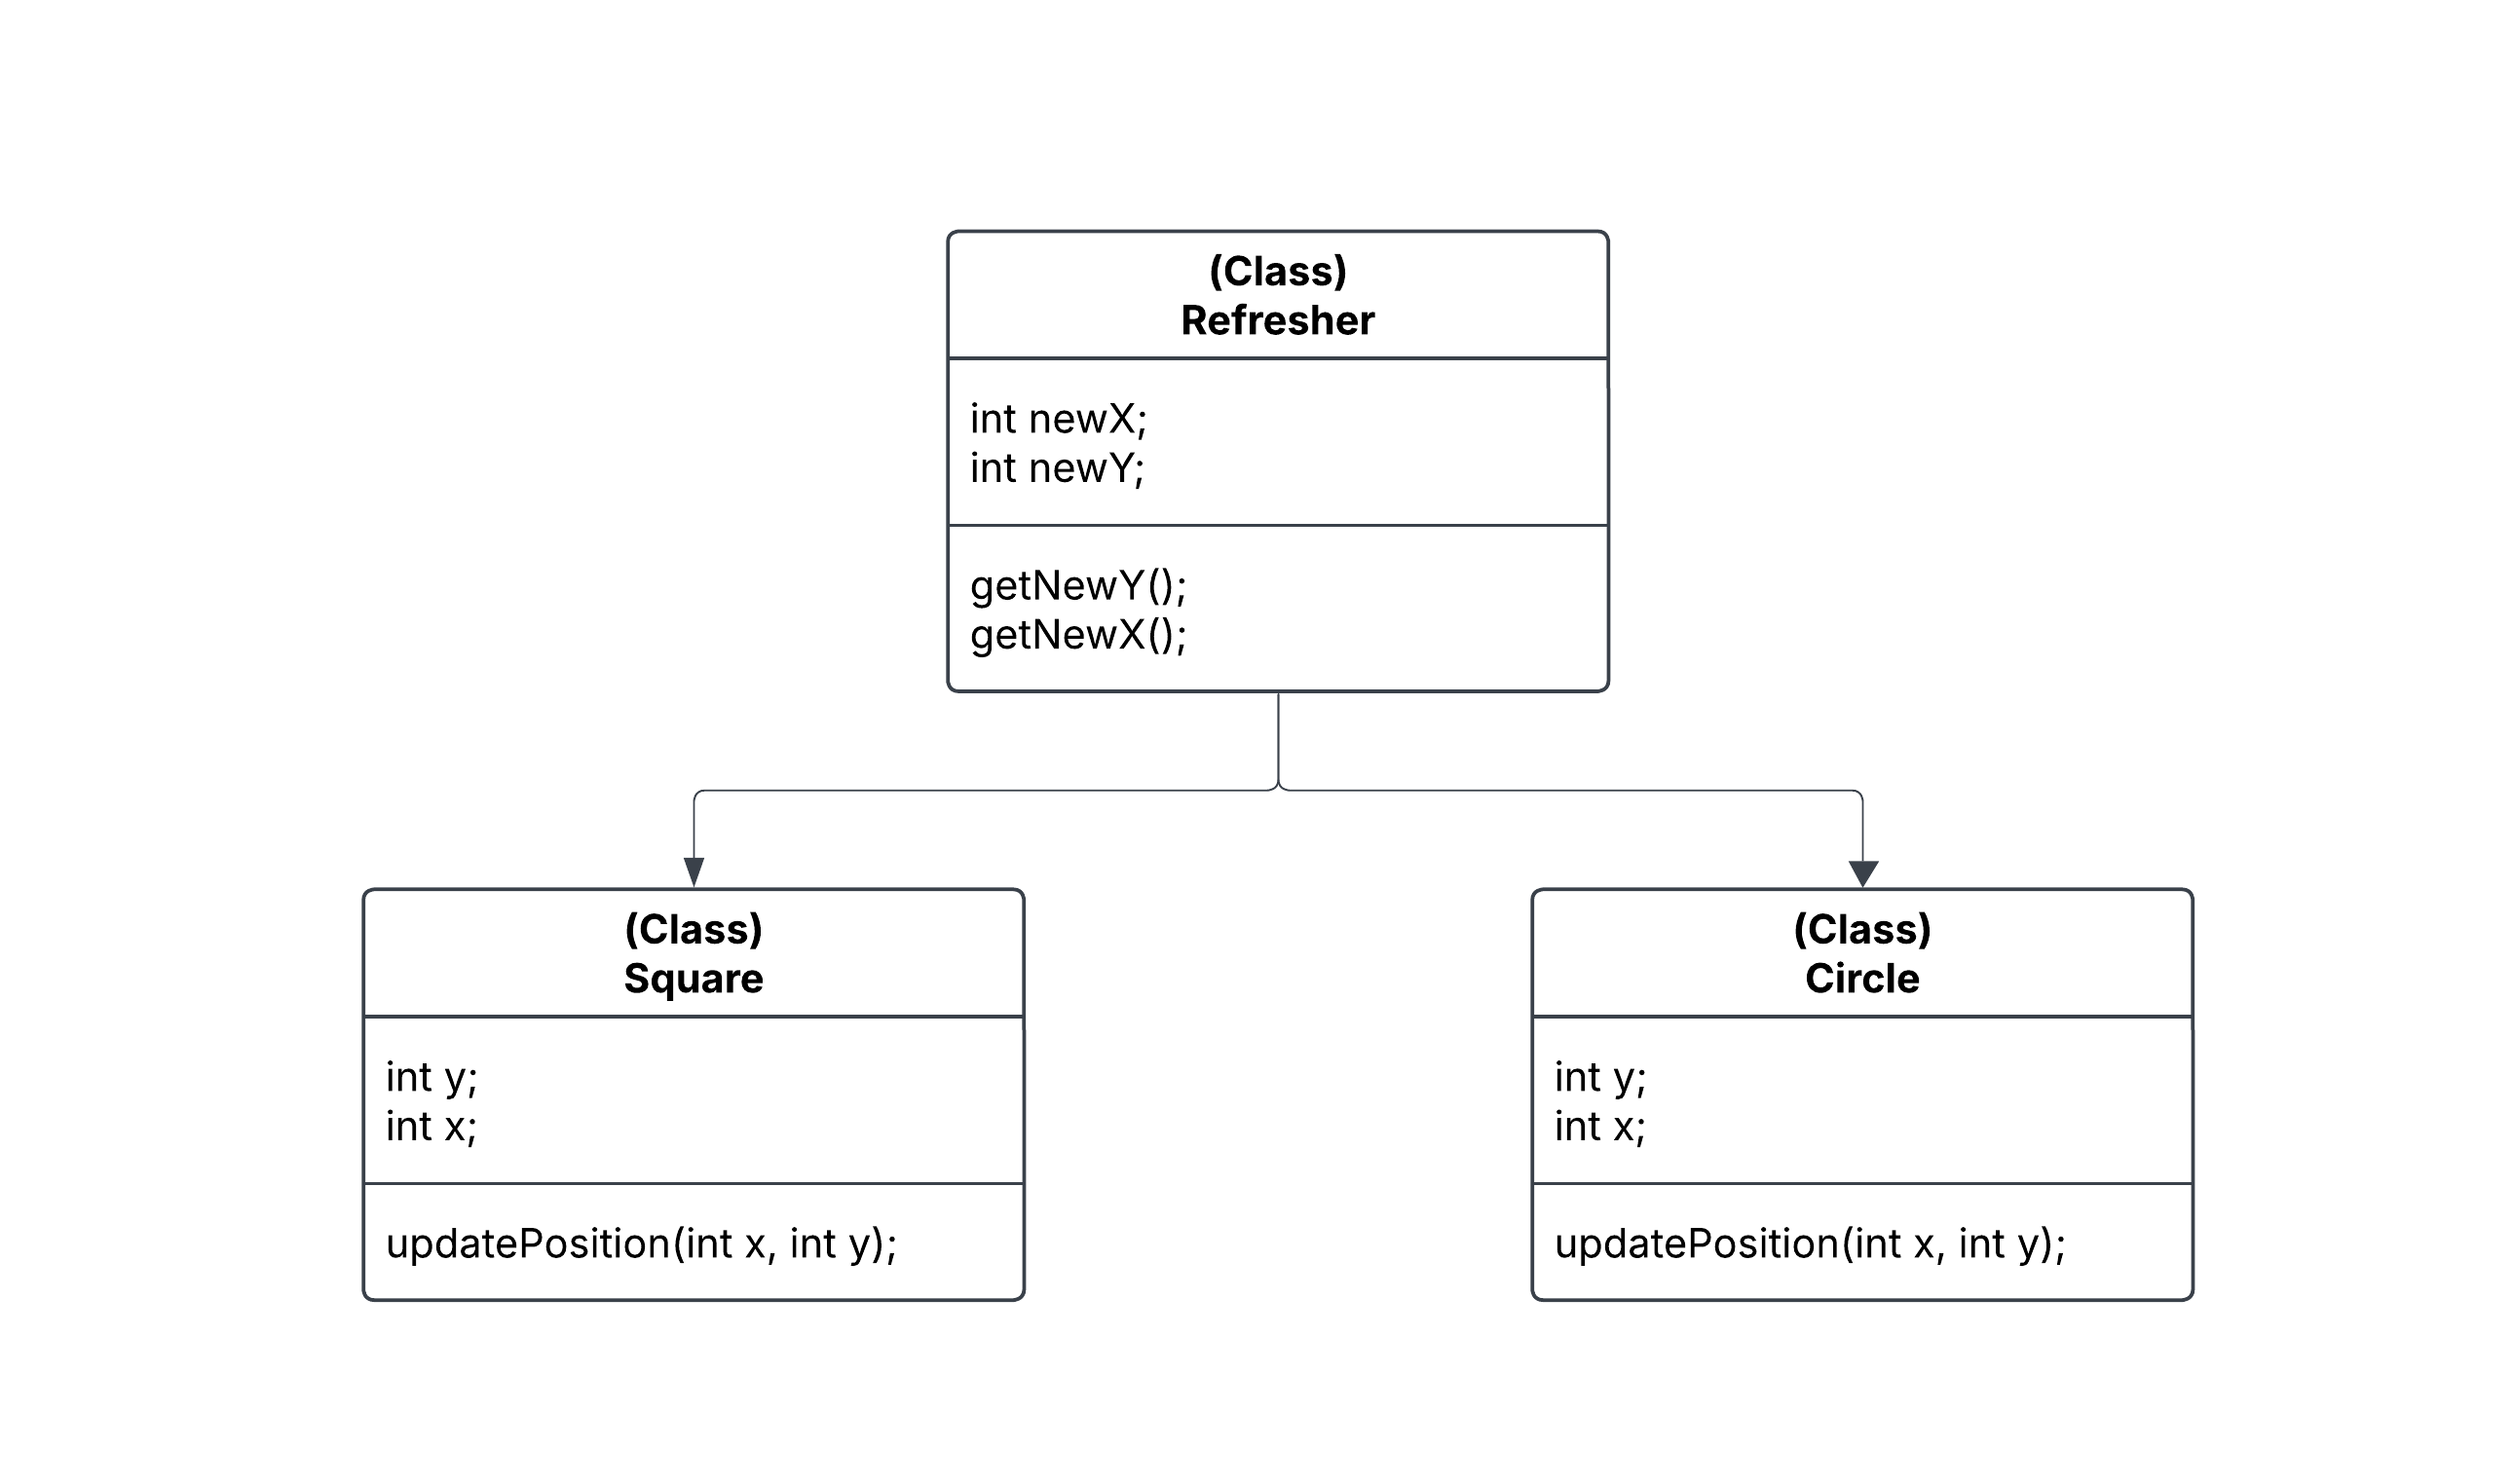 (Class)
Refresher
int newX;
int newY;
getNewY();
getNewX();
(Class)
Square
int y;
int x;
updatePosition(int x, int y);
(Class)
Circle
int y;
int x;
updatePosition(int x, int y);